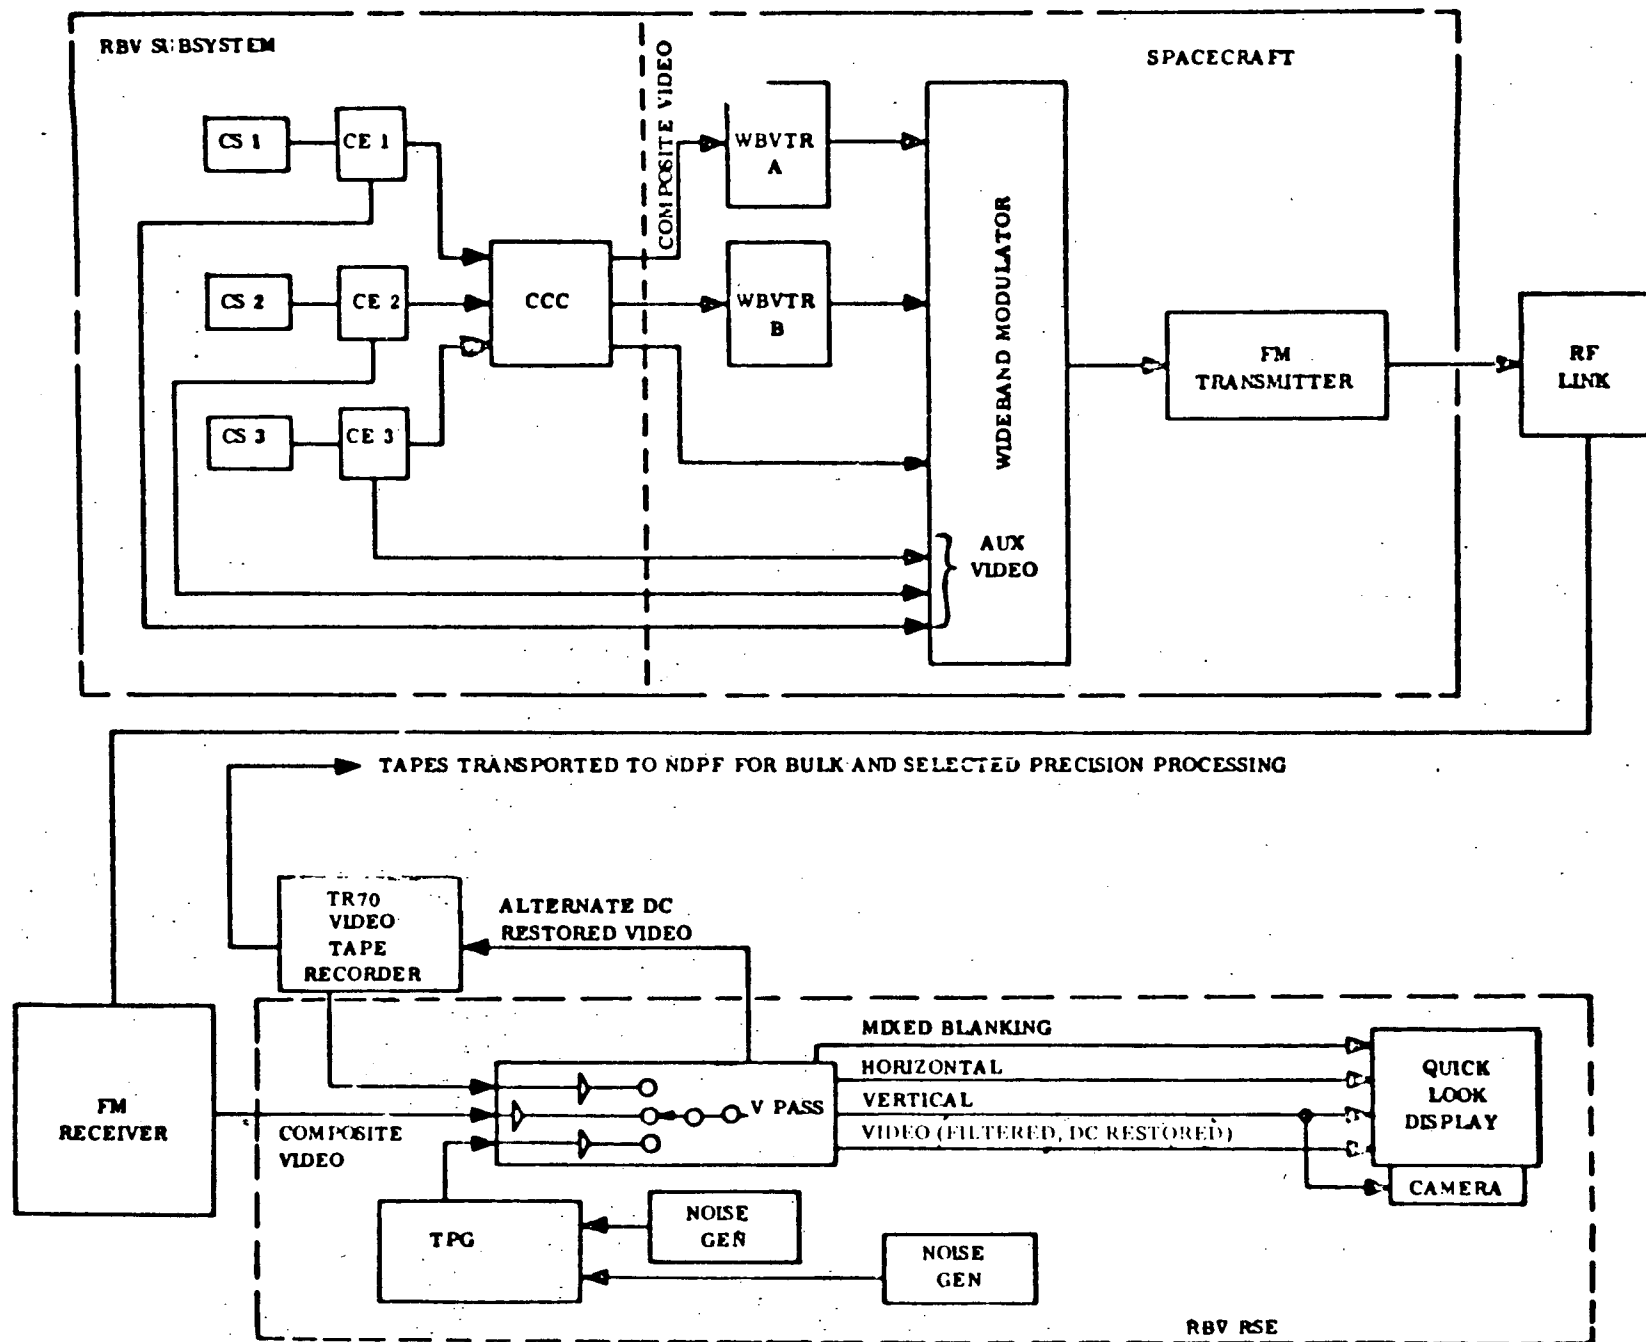 RBV SUBSYSTEM
SPACECRAFT
COMPOSITE VIDEO
CS 1
CE 1
WBVTR
A
CS 2
CE 2
CCC
WBVTR
B
WIDEBAND MODULATOR
FM
TRANSMITTER
RF
LINK
CS 3
CE 3
AUX
VIDEO
TAPES TRANSPORTED TO NDPF FOR BULK AND SELECTED PRECISION PROCESSING
TR70
VIDEO
TAPE
RECORDER
ALTERNATE DC
RESTORED VIDEO
FM
RECEIVER
COMPOSITE
VIDEO
V PASS
MIXED BLANKING
HORIZONTAL
VERTICAL
VIDEO (FILTERED, DC RESTORED)
QUICK
LOOK
DISPLAY
CAMERA
TPG
NOISE
GEN
NOISE
GEN
RBV RSE